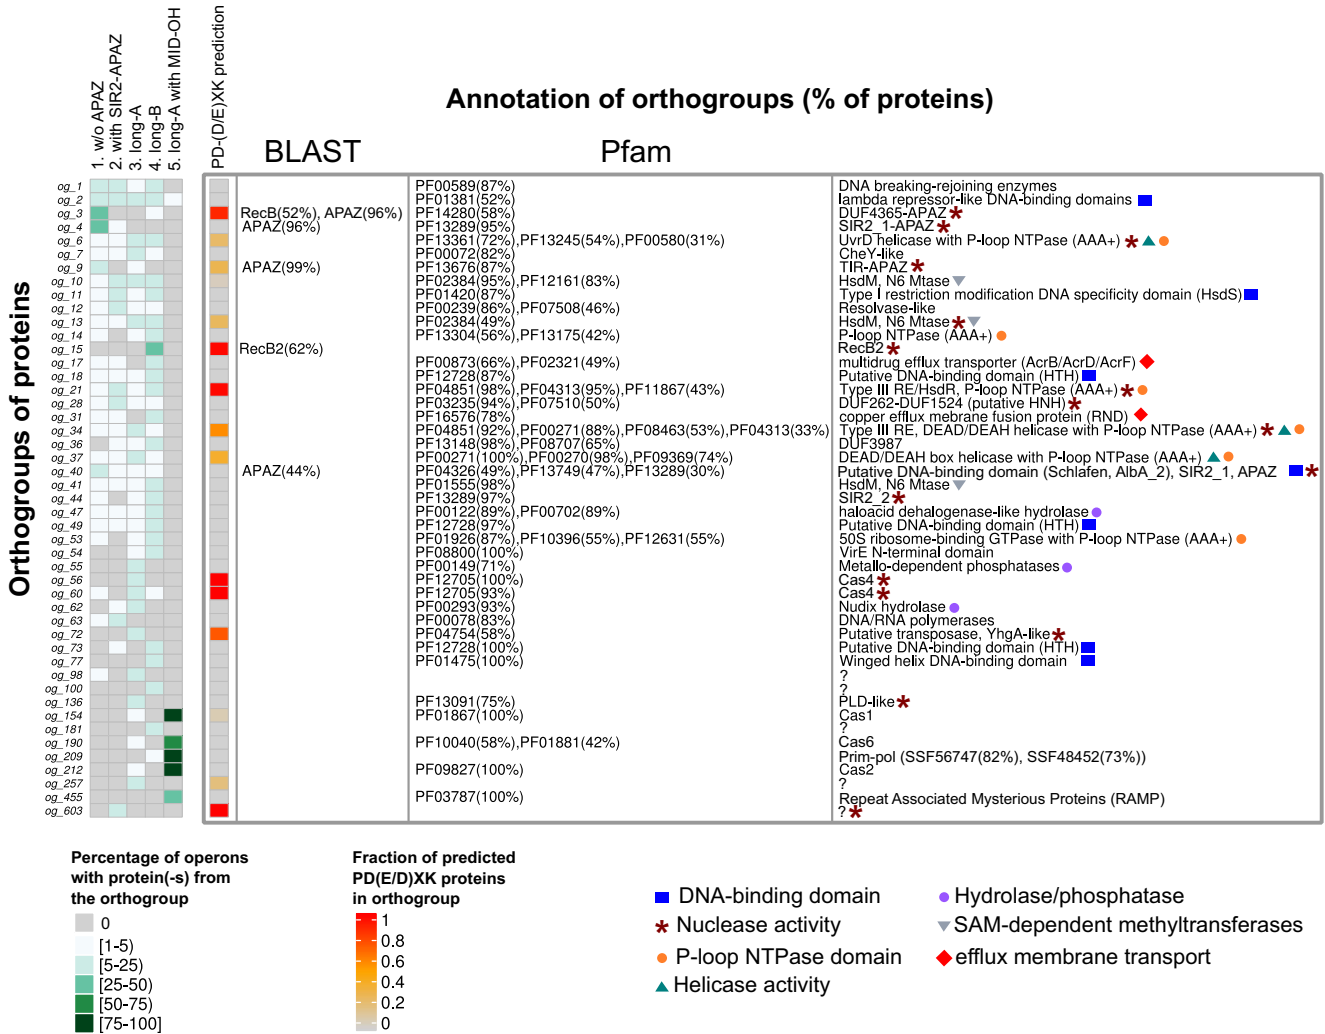 Annotation of orthogroups (% of proteins)
1. w/o APAZ
2. with SIR2-APAZ
3. long-A
4. long-B
5. long-A with MID-OH
PD-(D/E)XK prediction
BLAST Pfam
Orthogroups of proteins
og_1 PF00589(87%) DNA breaking-rejoining enzymes
og_2 PF01381(52%) lambda repressor-like DNA-binding domains
og_3 RecB(52%), APAZ(96%) PF14280(58%) DUF4365-APAZ
og_4 APAZ(96%) PF13289(95%) SIR2_1-APAZ
og_6 PF13361(72%),PF13245(54%),PF00580(31%) UvrD helicase with P-loop NTPase (AAA+)
og_7 PF00072(82%) CheY-like
og_9 APAZ(99%) PF13676(87%) TIR-APAZ
og_10 PF02384(95%),PF12161(83%) HsdM, N6 Mtase
og_11 PF01420(87%) Type I restriction modification DNA specificity domain (HsdS)
og_12 PF00239(86%),PF07508(46%) Resolvase-like
og_13 PF02384(49%) HsdM, N6 Mtase
og_14 PF13304(56%),PF13175(42%) P-loop NTPase (AAA+)
og_15 RecB2(62%) RecB2
og_17 PF00873(66%),PF02321(49%) multidrug efflux transporter (AcrB/AcrD/AcrF)
og_18 PF12728(87%) Putative DNA-binding domain (HTH)
og_21 PF04851(98%),PF04313(95%),PF11867(43%) Type III RE/HsdR, P-loop NTPase (AAA+)
og_28 PF03235(94%),PF07510(50%) DUF262-DUF1524 (putative HNH)
og_31 PF16576(78%) copper efflux mebrane fusion protein (RND)
og_34 PF04851(92%),PF00271(88%),PF08463(53%),PF04313(33%) Type III RE, DEAD/DEAH helicase with P-loop NTPase (AAA+)
og_36 PF13148(98%),PF08707(65%) DUF3987
og_37 PF00271(100%),PF00270(98%),PF09369(74%) DEAD/DEAH box helicase with P-loop NTPase (AAA+)
og_40 APAZ(44%) PF04326(49%),PF13749(47%),PF13289(30%) Putative DNA-binding domain (Schlafen, AlbA_2), SIR2_1, APAZ
og_41 PF01555(98%) HsdM, N6 Mtase
og_44 PF13289(97%) SIR2_2
og_47 PF00122(89%),PF00702(89%) haloacid dehalogenase-like hydrolase
og_49 PF12728(97%) Putative DNA-binding domain (HTH)
og_53 PF01926(87%),PF10396(55%),PF12631(55%) 50S ribosome-binding GTPase with P-loop NTPase (AAA+)
og_54 PF08800(100%) VirE N-terminal domain
og_55 PF00149(71%) Metallo-dependent phosphatases
og_56 PF12705(100%) Cas4
og_60 PF12705(93%) Cas4
og_62 PF00293(93%) Nudix hydrolase
og_63 PF00078(83%) DNA/RNA polymerases
og_72 PF04754(58%) Putative transposase, YhgA-like
og_73 PF12728(100%) Putative DNA-binding domain (HTH)
og_77 PF01475(100%) Winged helix DNA-binding domain
og_98 ?
og_100 ?
og_136 PF13091(75%) PLD-like
og_154 PF01867(100%) Cas1
og_181 ?
og_190 PF10040(58%),PF01881(42%) Cas6
og_209 Prim-pol (SSF56747(82%), SSF48452(73%))
og_212 PF09827(100%) Cas2
og_257 ?
og_455 PF03787(100%) Repeat Associated Mysterious Proteins (RAMP)
og_603 ?
Percentage of operons
with protein(-s) from
the orthogroup
0
[1-5)
[5-25)
[25-50)
[50-75)
[75-100]
Fraction of predicted
PD(E/D)XK proteins
in orthogroup
1
0.8
0.6
0.4
0.2
0
DNA-binding domain
Nuclease activity
P-loop NTPase domain
Helicase activity
Hydrolase/phosphatase
SAM-dependent methyltransferases
efflux membrane transport